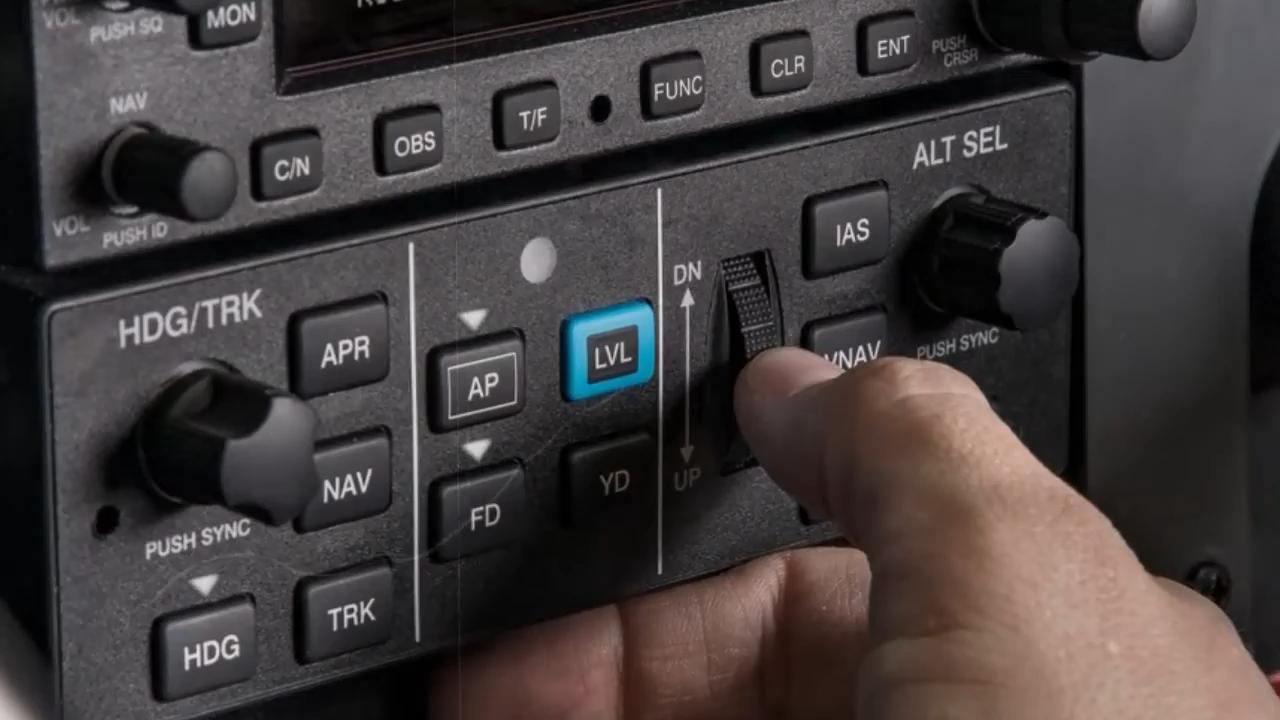 VOL
PUSH SQ
MON
NAV
VOL
PUSH ID
C/N
OBS
T/F
FUNC
CLR
ENT
PUSH
CRSR
HDG/TRK
PUSH SYNC
APR
NAV
HDG
TRK
AP
LVL
FD
YD
DN
UP
IAS
VNAV
ALT SEL
PUSH SYNC